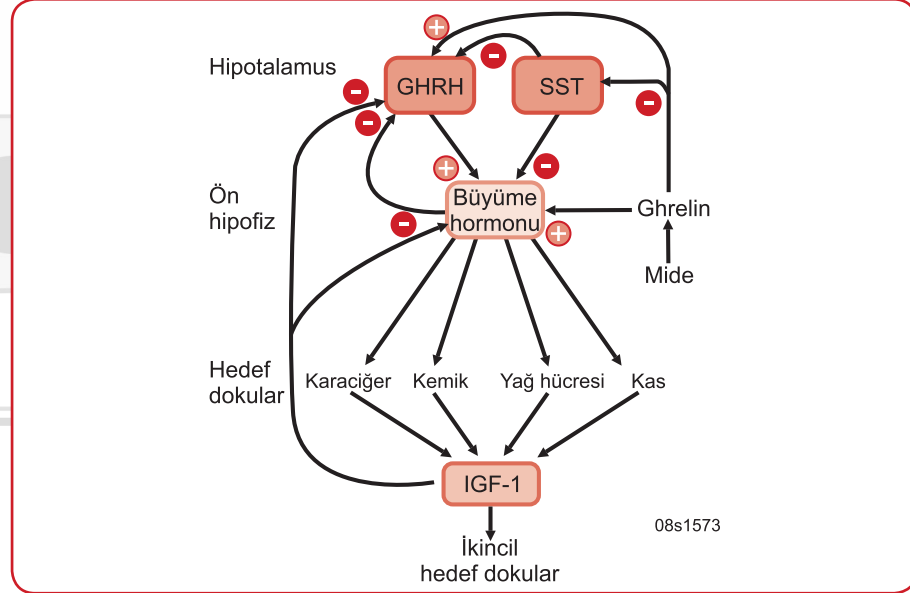 Hipotalamus
GHRH
SST
+
-
-
-
-
-
+
Ön
hipofiz
Büyüme
hormonu
-
+
Ghrelin
Mide
Hedef
dokular
Karaciğer
Kemik
Yağ hücresi
Kas
IGF-1
08s1573
İkincil
hedef dokular